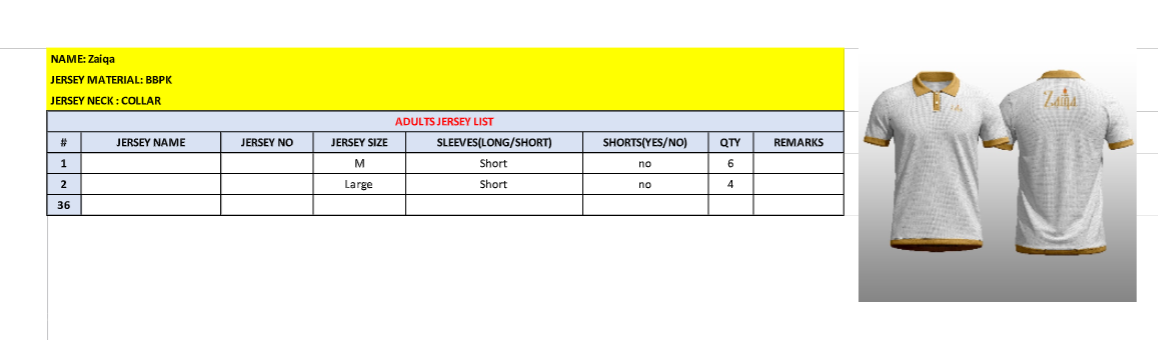 NAME: Zaiqa
JERSEY MATERIAL: BBPK
JERSEY NECK : COLLAR
ADULTS JERSEY LIST
# JERSEY NAME JERSEY NO JERSEY SIZE SLEEVES(LONG/SHORT) SHORTS(YES/NO) QTY REMARKS
1 M Short no 6
2 Large Short no 4
36
Zaiqa